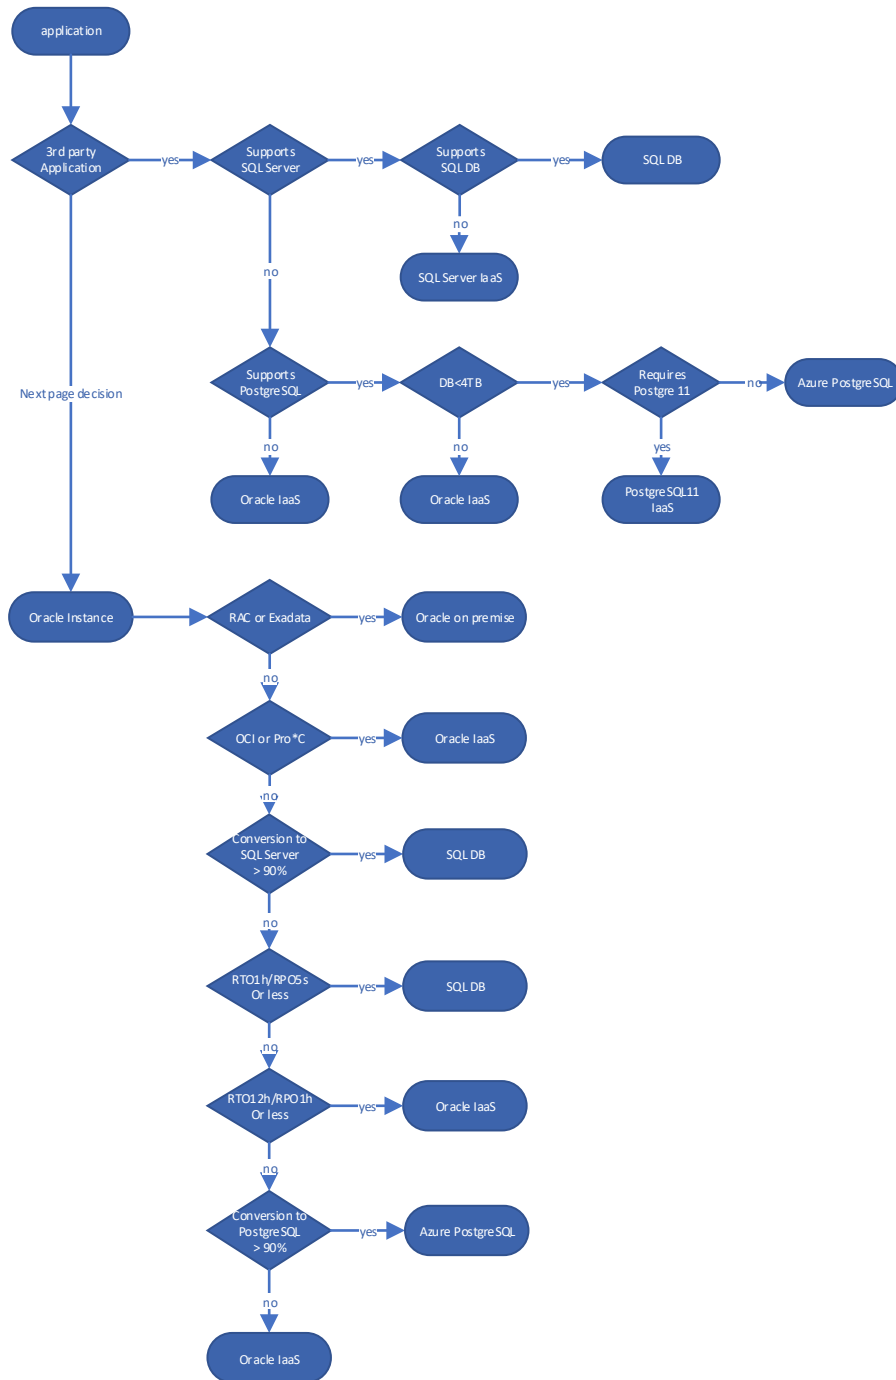 application
3rd party
Application
yes
Supports
SQL Server
yes
Supports
SQL DB
yes
SQL DB
no
SQL Server IaaS
no
Supports
PostgreSQL
yes
DB<4TB
yes
Requires
Postgre 11
no
Azure PostgreSQL
Next page decision
no
no
yes
Oracle IaaS
Oracle IaaS
PostgreSQL11
IaaS
Oracle Instance
RAC or Exadata
yes
Oracle on premise
no
OCI or Pro*C
yes
Oracle IaaS
no
Conversion to
SQL Server
> 90%
yes
SQL DB
no
RTO1h/RPO5s
Or less
yes
SQL DB
no
RTO12h/RPO1h
Or less
yes
Oracle IaaS
no
Conversion to
PostgreSQL
> 90%
yes
Azure PostgreSQL
no
Oracle IaaS